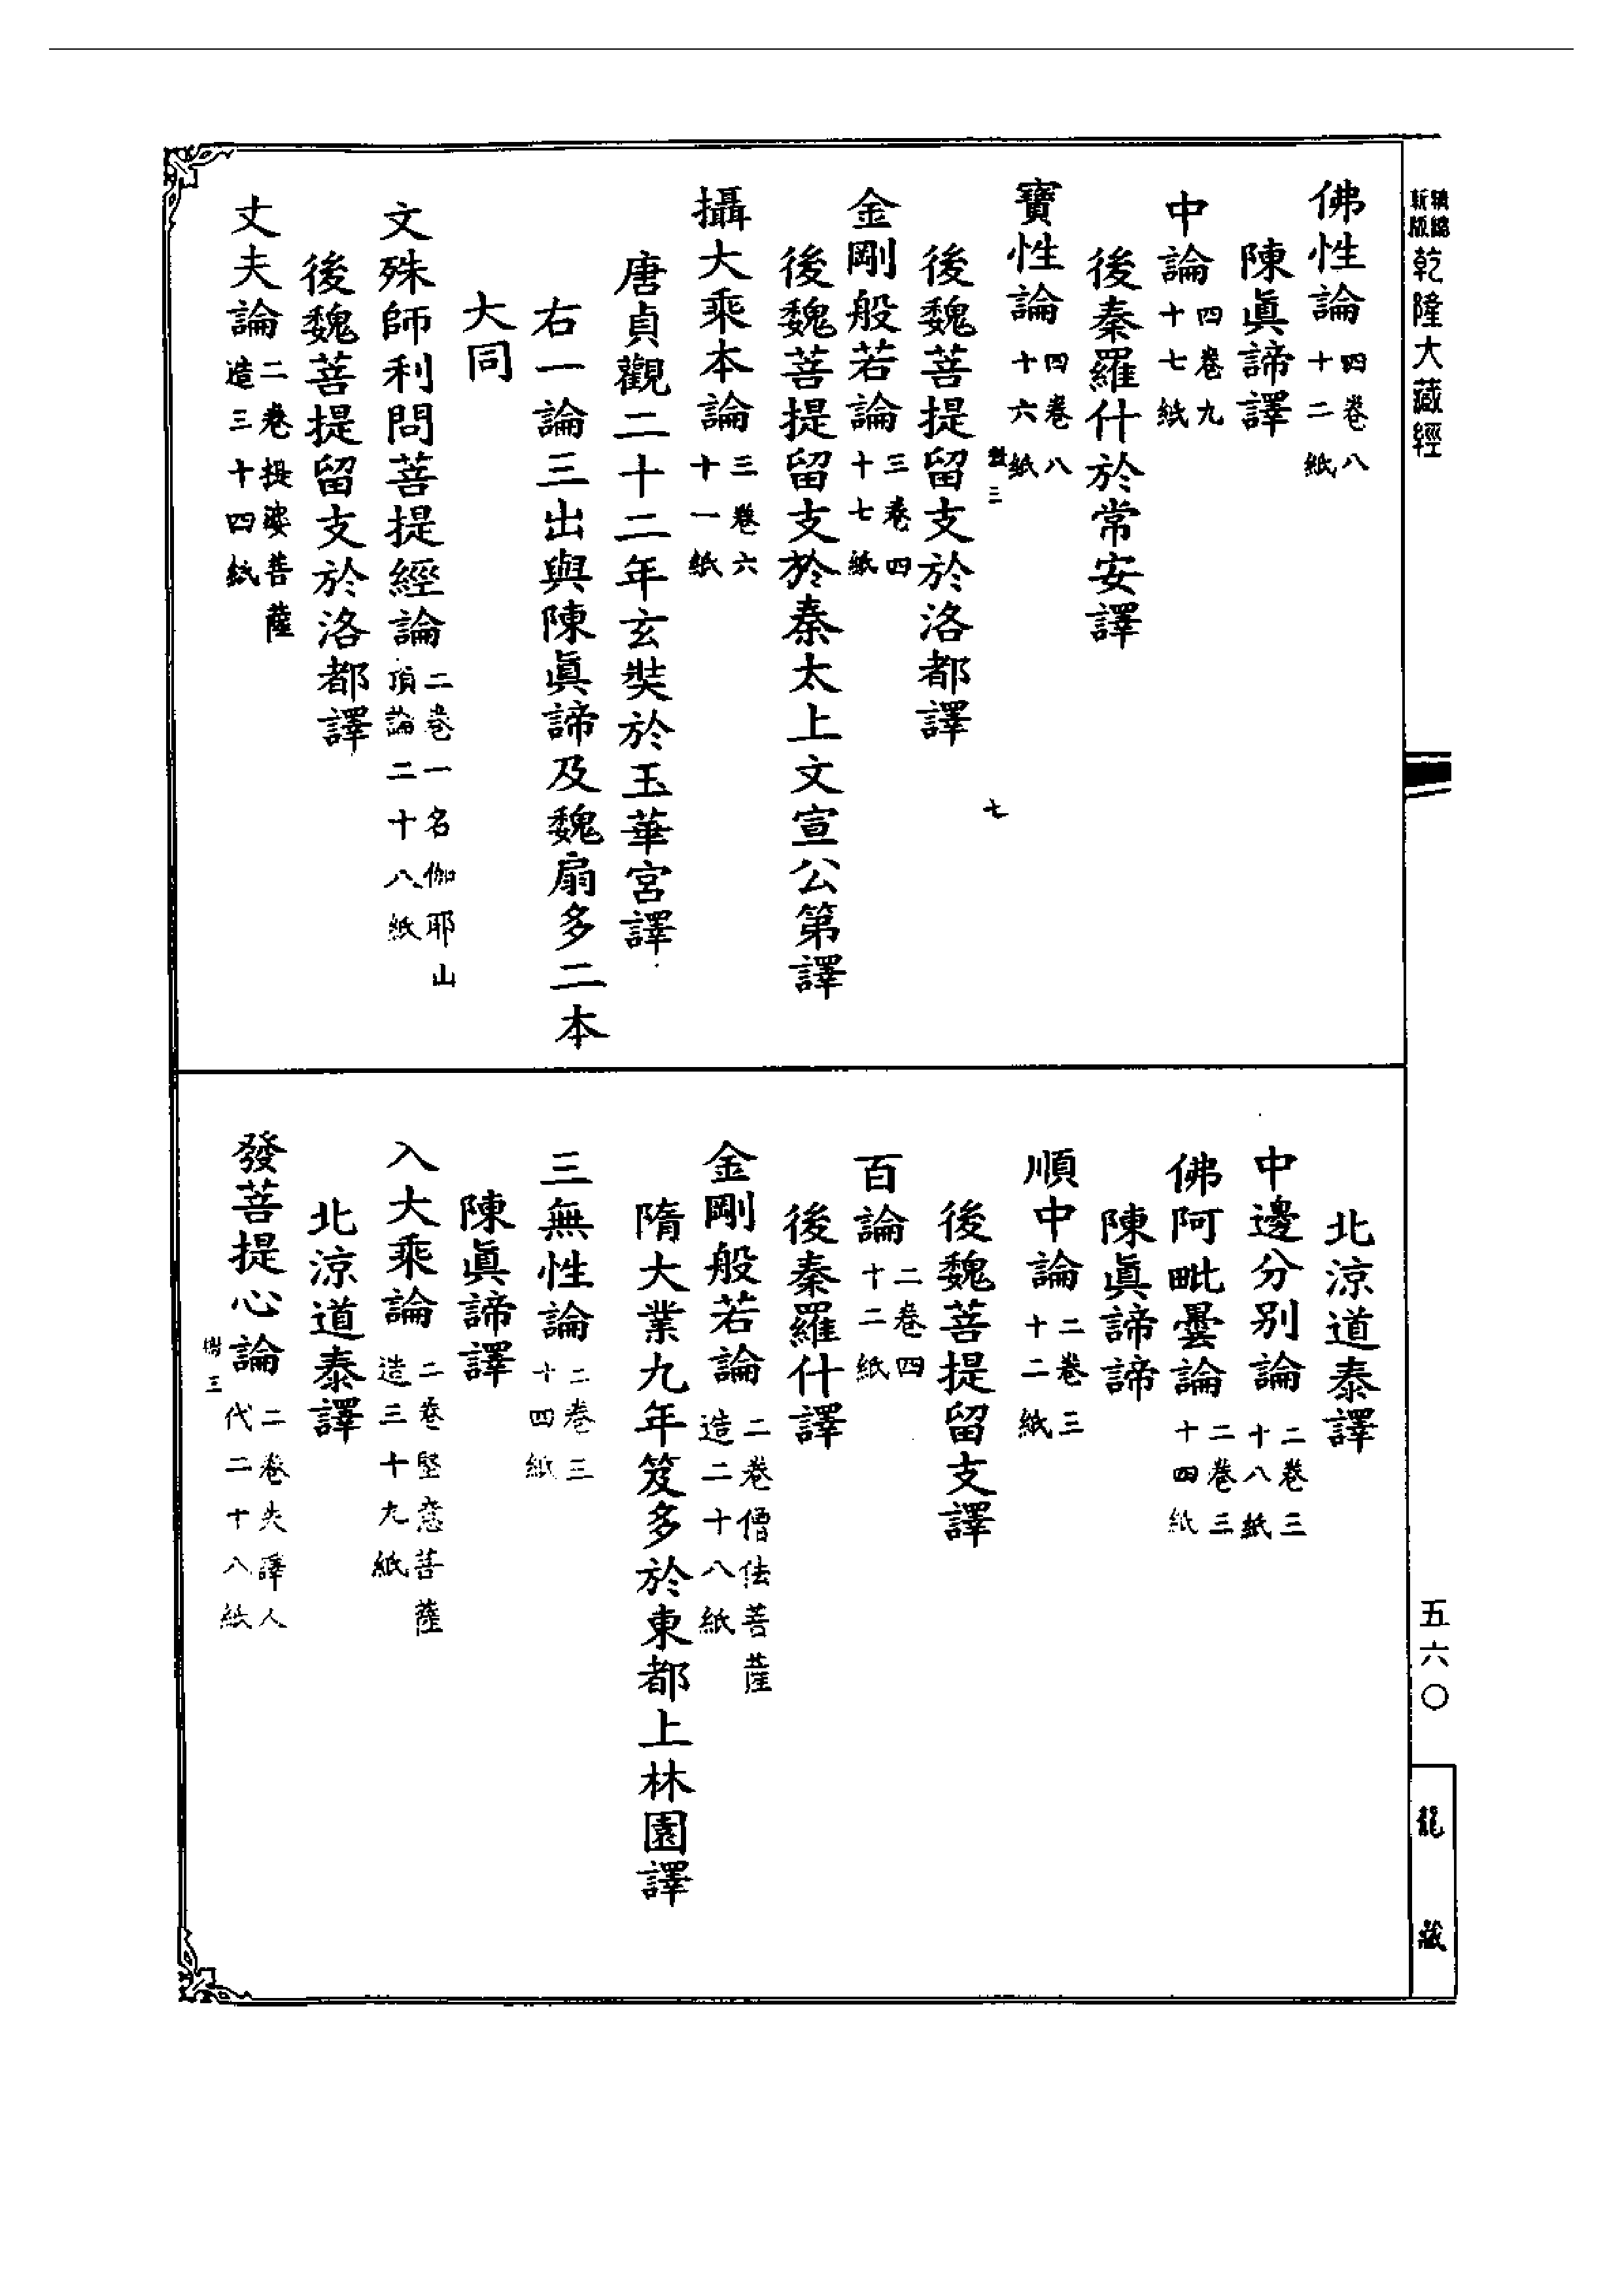 新版精縮乾隆大藏經
五六〇
龍藏
佛性論四卷八十二紙
陳眞諦譯
中論四卷九十七紙
後秦羅什於常安譯
寶性論四卷八十六紙
後魏菩提留支於洛都譯
三
七
金剛般若論三卷四十七紙
後魏菩提留支於秦太上文宣公第譯
攝大乘本論三卷六十一紙
唐貞觀二十二年玄奘於玉華宮譯
右一論三出與陳眞諦及魏扇多二本
大同
文殊師利問菩提經論二卷一名伽耶山頂論二十八紙
後魏菩提留支於洛都譯
丈夫論二卷提婆菩薩造三十四紙
北涼道泰譯
中邊分别論二卷三十八紙
佛阿毗曇論二卷三十四紙
陳眞諦諦
順中論二卷三十二紙
後魏菩提留支譯
百論二卷四十二紙
後秦羅什譯
金剛般若論二卷僧佉菩薩造二十八紙
隋大業九年笈多於東都上林園譯
三無性論二卷三十四紙
陳眞諦譯
入大乘論二卷堅意菩薩造三十九紙
北涼道泰譯
發菩提心論二卷失譯人代二十八紙
三